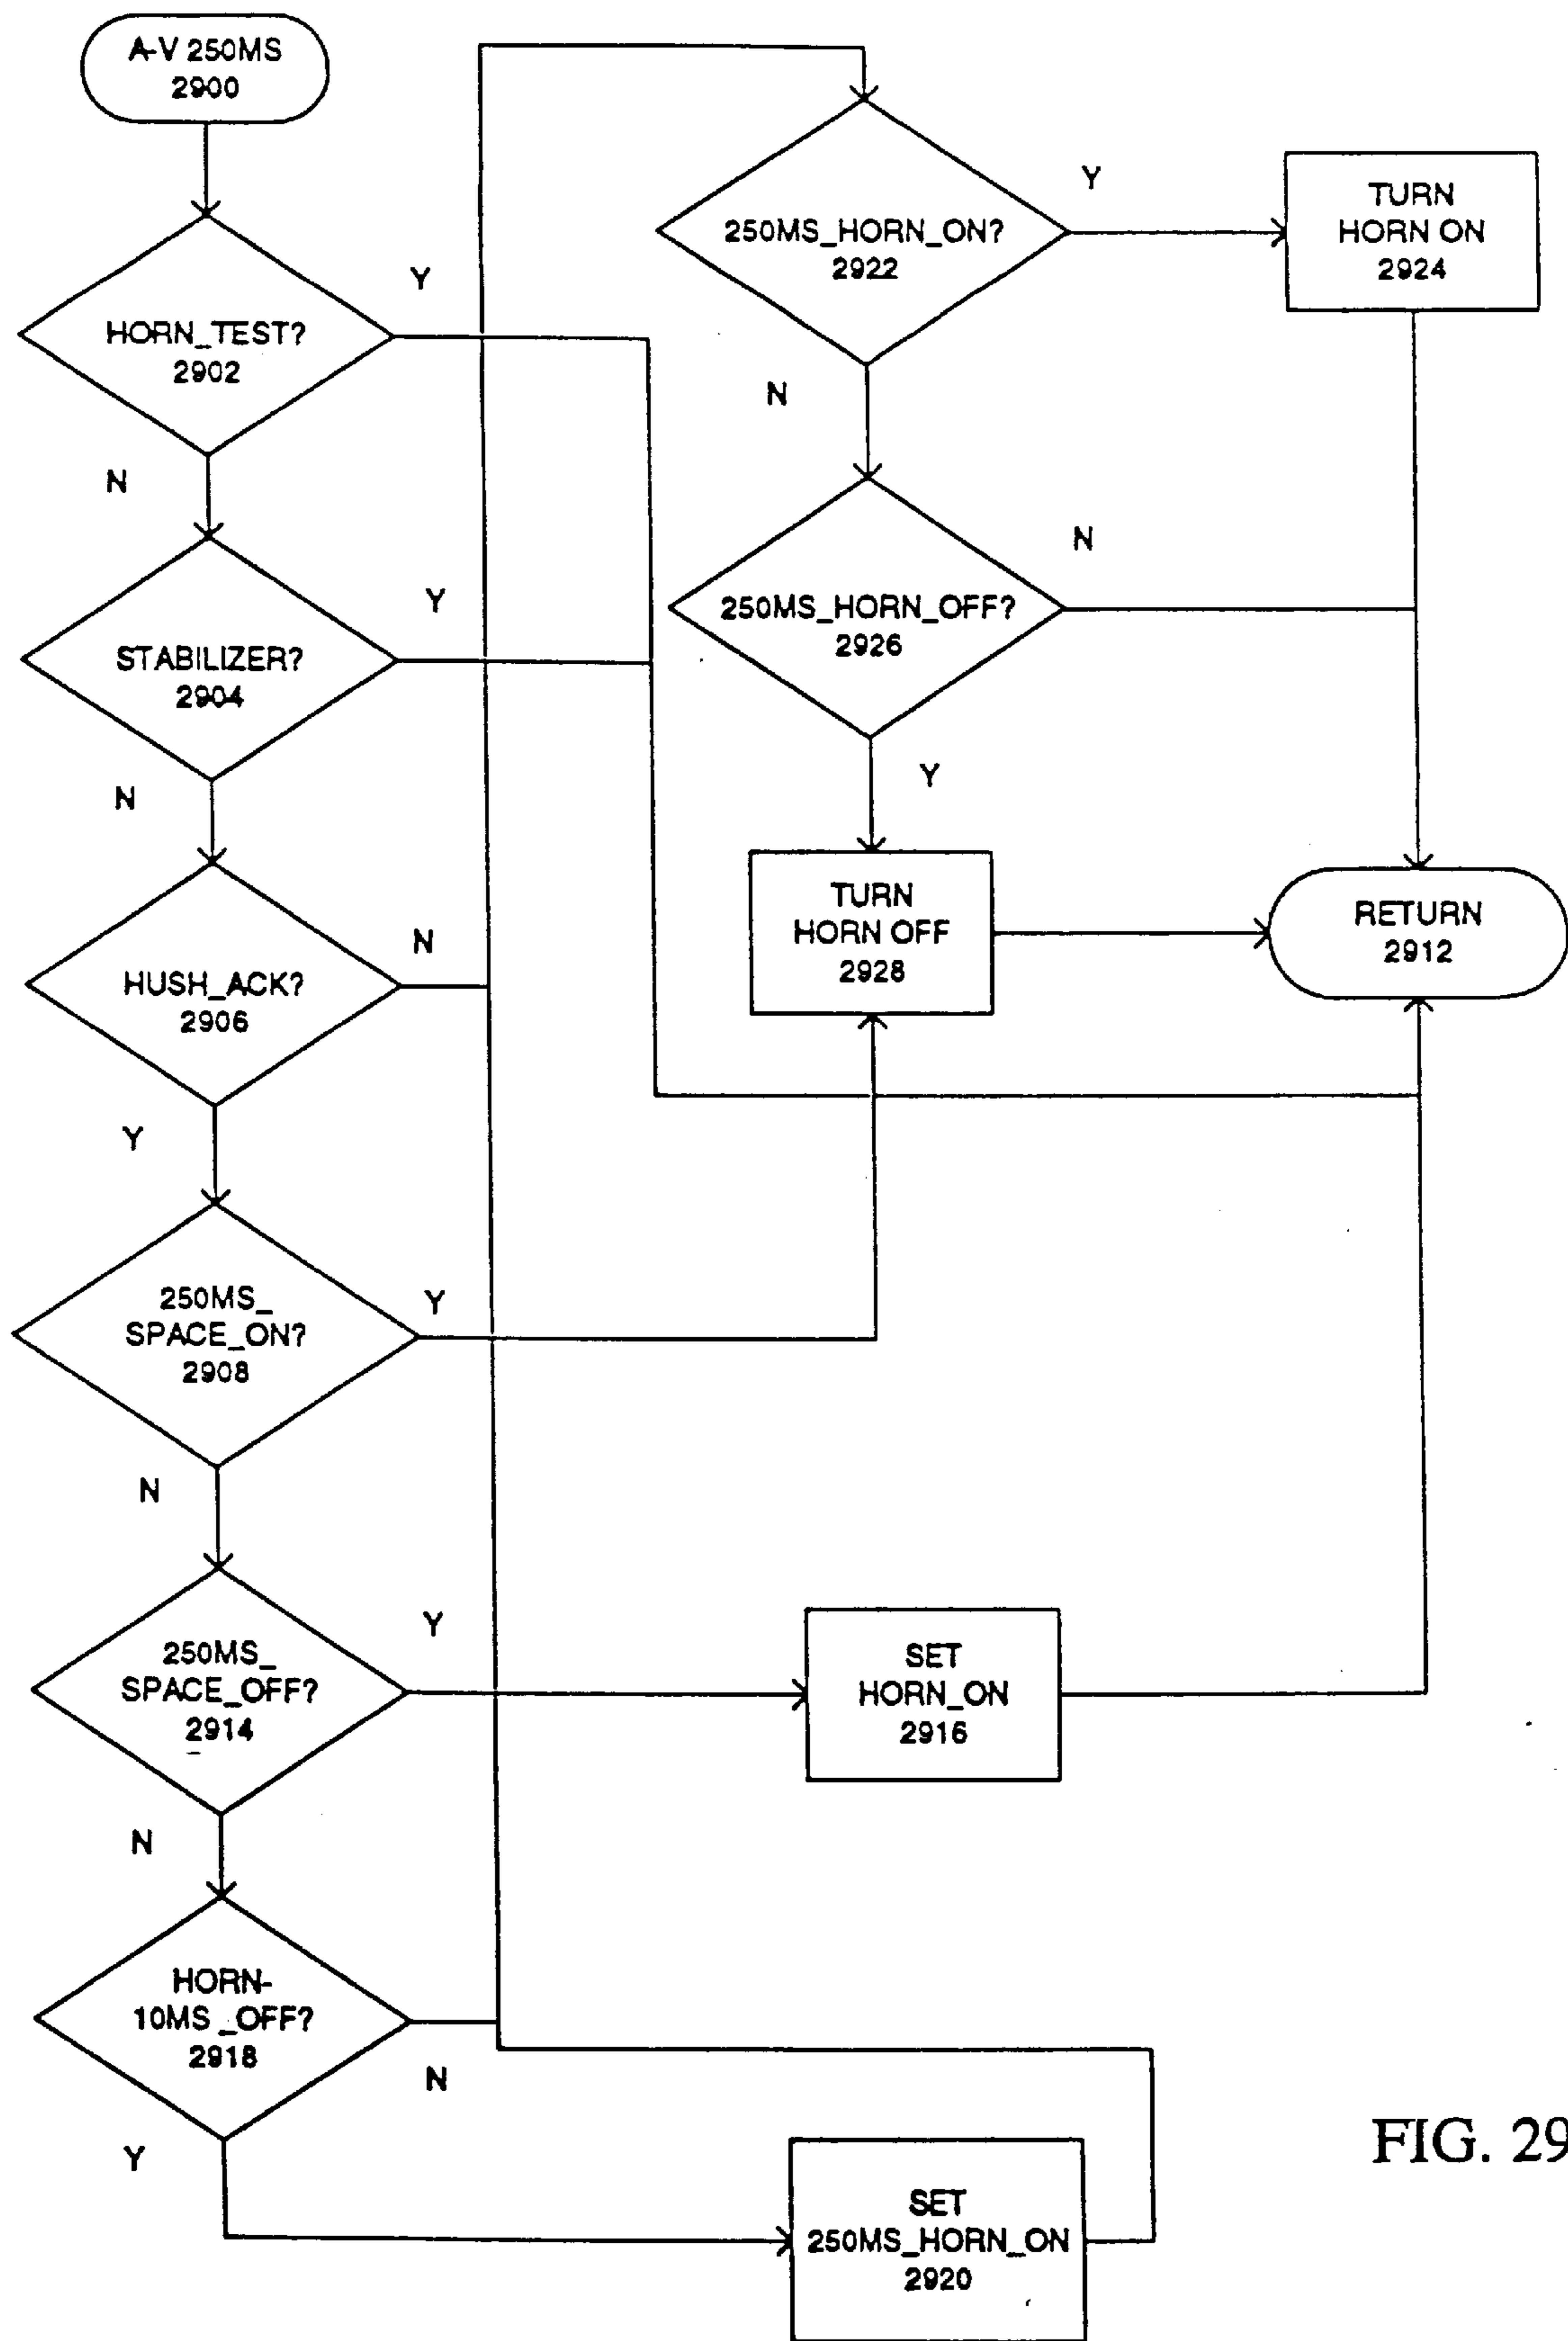 A-V 250MS
2900
HORN_TEST?
2902
Y
N
STABILIZER?
2904
Y
N
HUSH_ACK?
2906
N
Y
250MS_
SPACE_ON?
2908
Y
N
250MS_
SPACE_OFF?
2914
Y
N
HORN-
10MS_OFF?
2918
N
Y
250MS_HORN_ON?
2922
Y
N
TURN
HORN ON
2924
250MS_HORN_OFF?
2926
N
Y
TURN
HORN OFF
2928
RETURN
2912
SET
HORN_ON
2916
SET
250MS_HORN_ON
2920
FIG. 29